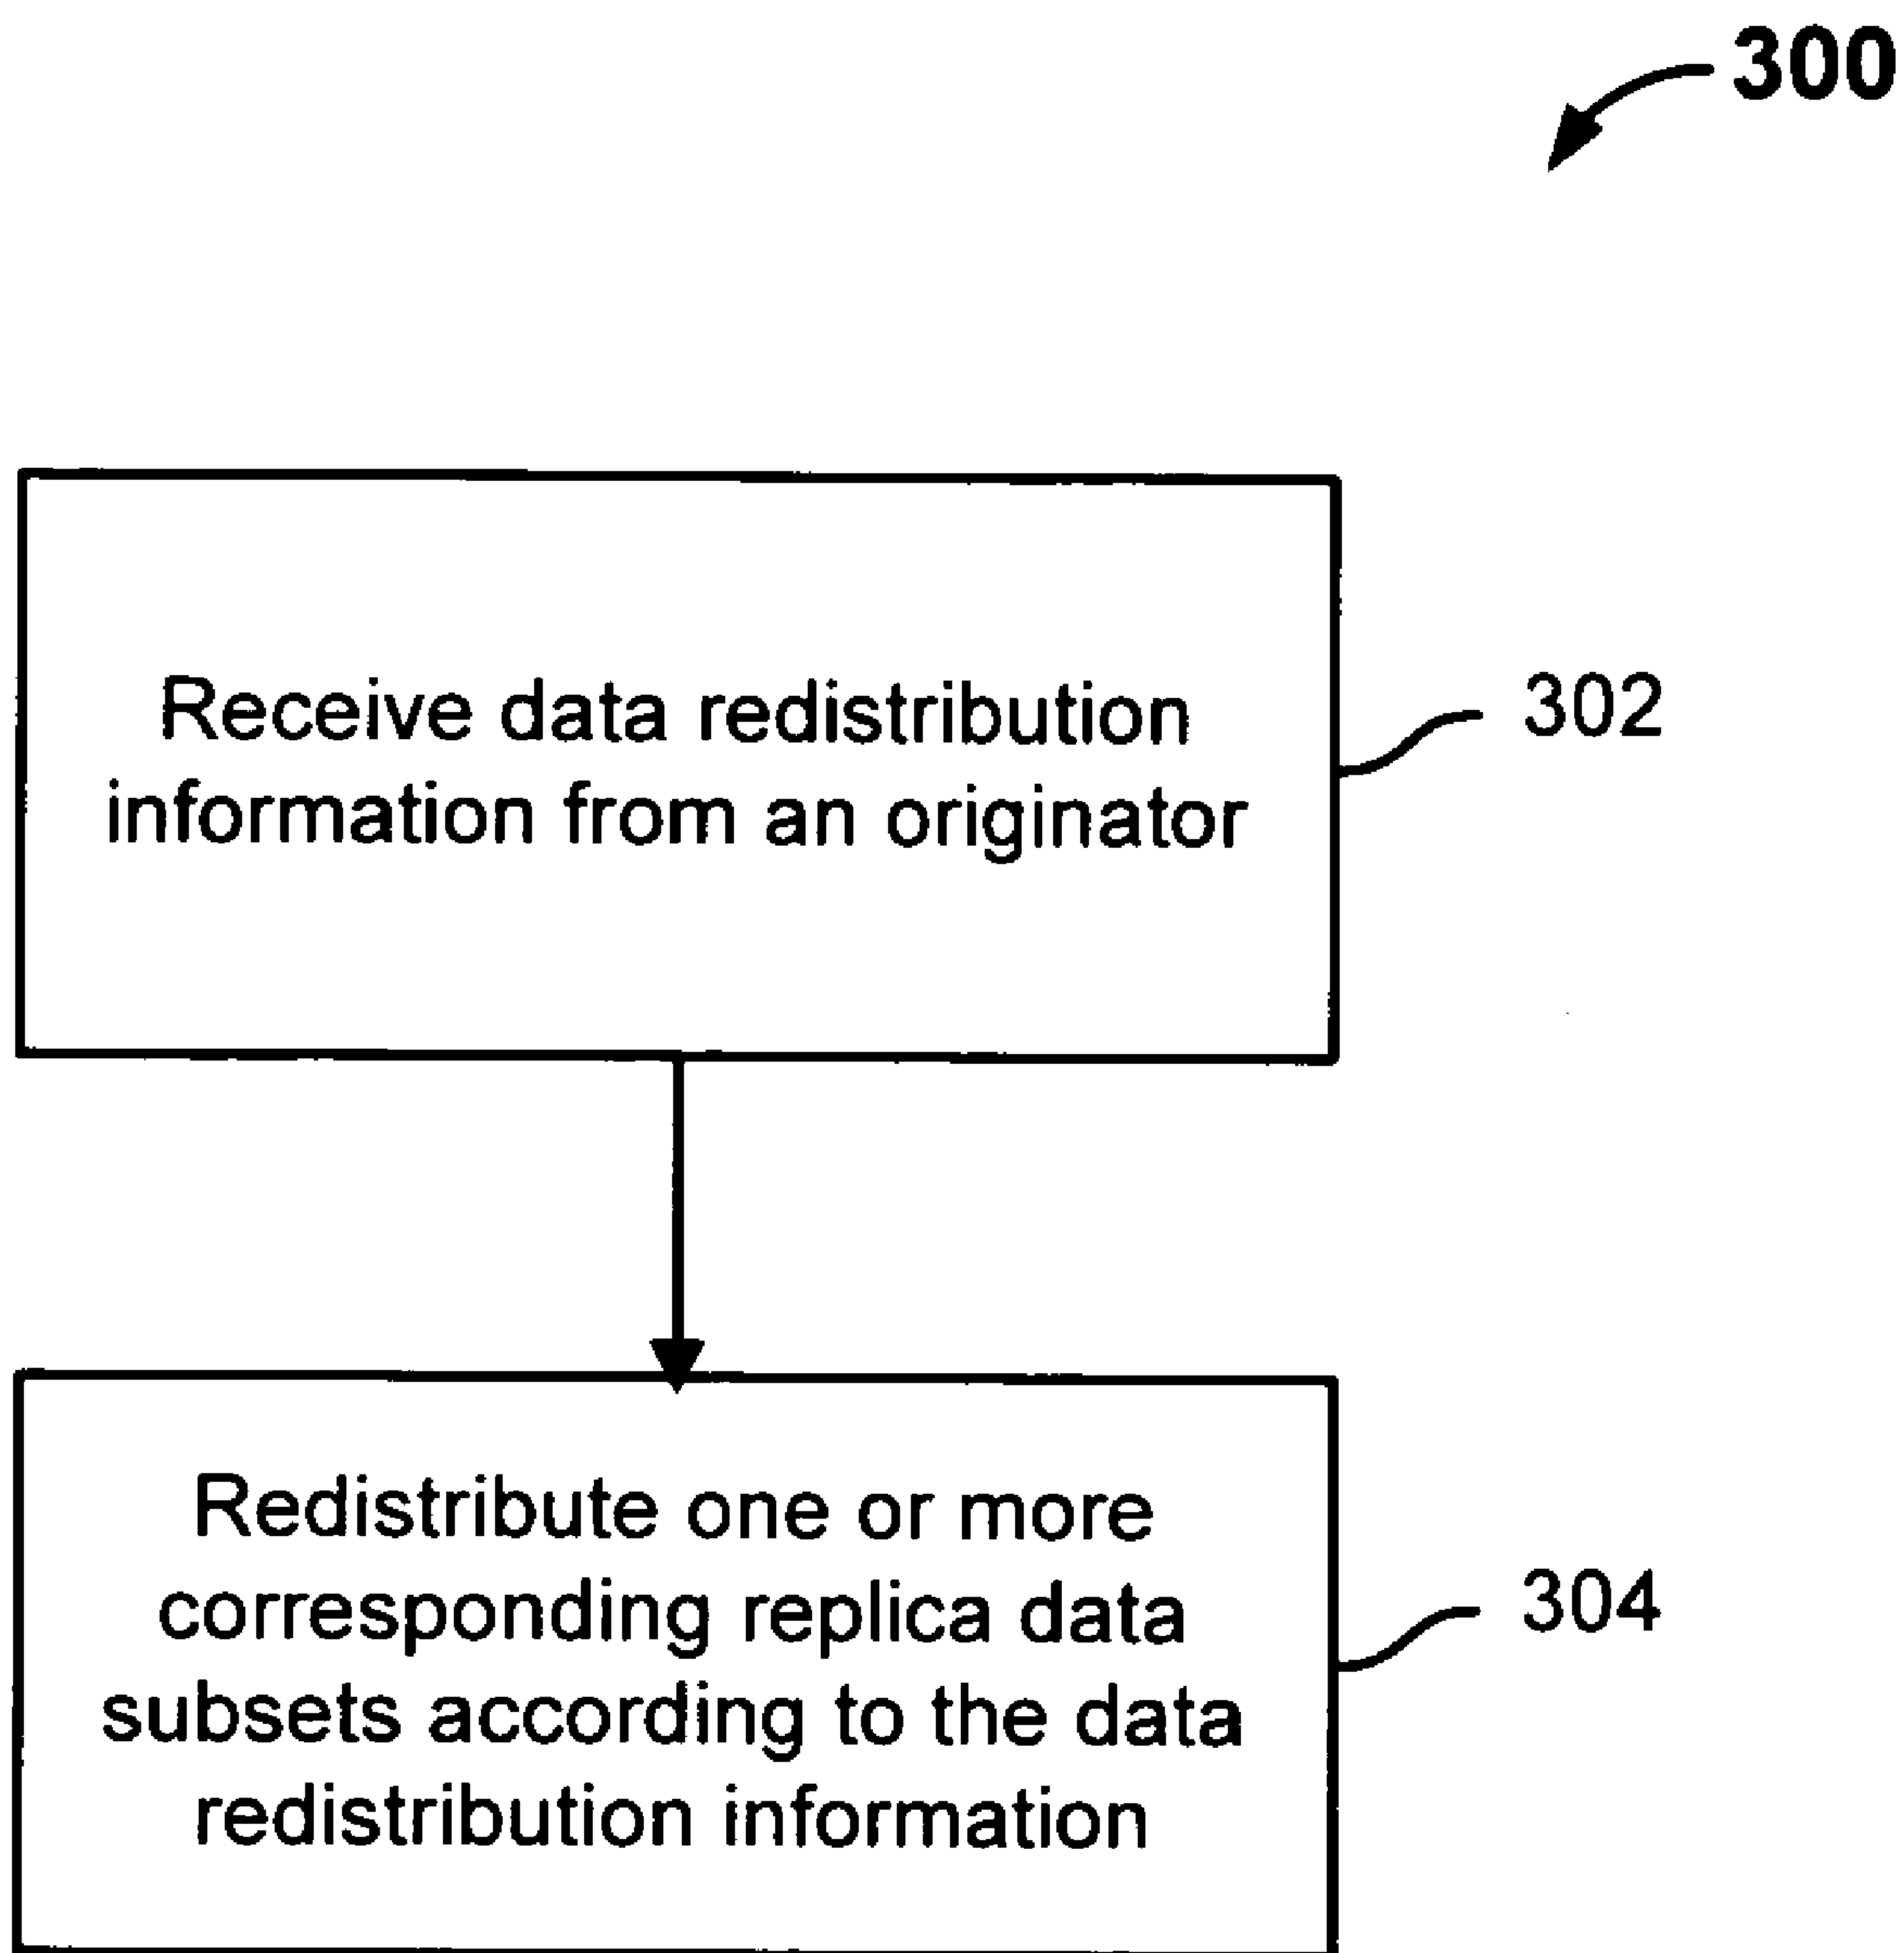 300
Receive data redistribution
information from an originator
302
Redistribute one or more
corresponding replica data
subsets according to the data
redistribution information
304